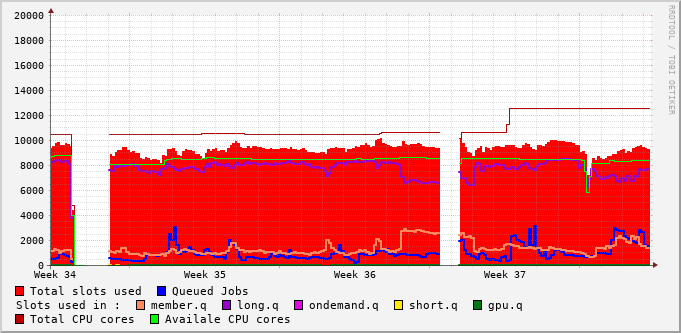 20000
18000
16000
14000
12000
10000
8000
6000
4000
2000
0
Week 34 Week 35 Week 36 Week 37
Total slots used Queued Jobs
Slots used in : member.q long.q ondemand.q short.q gpu.q
Total CPU cores Availale CPU cores
RRDTOOL / TOBI OETIKER